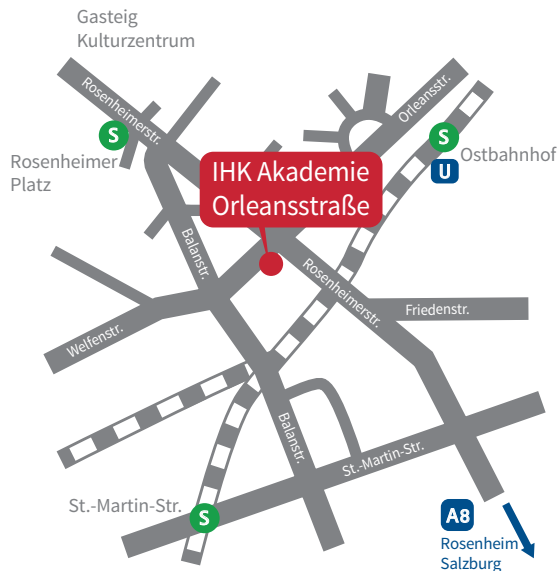 Gasteig
Kulturzentrum
Rosenheimerstr.
Orleansstr.
S
S
Ostbahnhof
U
Rosenheimer
Platz
IHK Akademie
Orleansstraße
Balanstr.
Rosenheimerstr.
Friedenstr.
Welfenstr.
Balanstr.
St.-Martin-Str.
St.-Martin-Str.
S
A8
Rosenheim
Salzburg